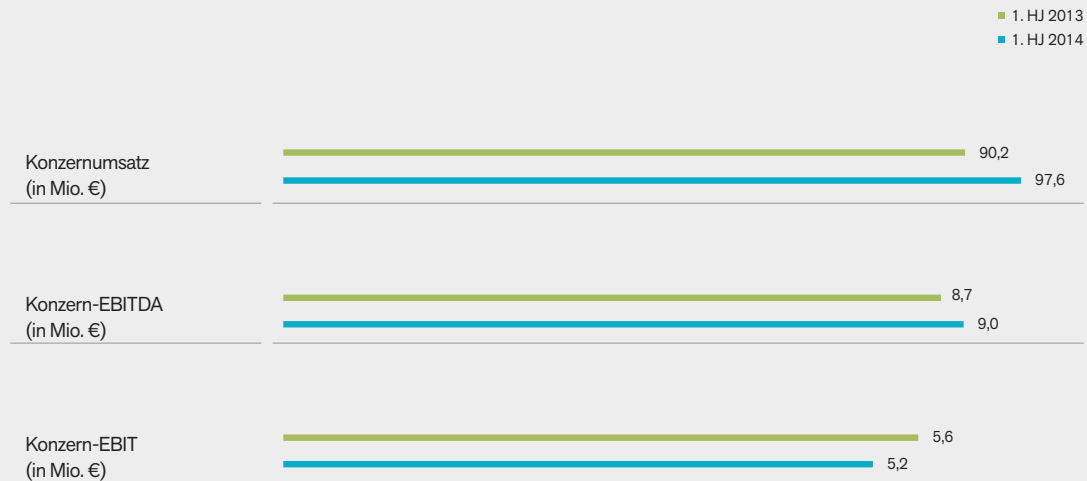 1. HJ 2013
1. HJ 2014
Konzernumsatz
(in Mio. €)
90,2
97,6
Konzern-EBITDA
(in Mio. €)
8,7
9,0
Konzern-EBIT
(in Mio. €)
5,6
5,2